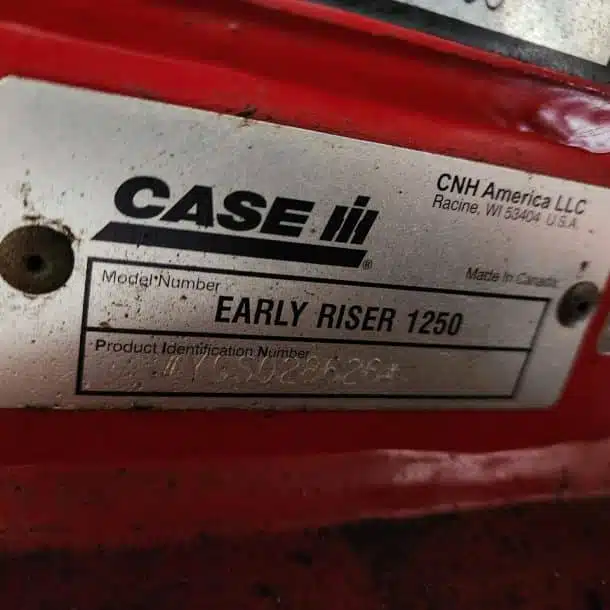 CASE IH
®
CNH America LLC
Racine, WI 53404 U.S.A.
Made In Canada
Model Number
EARLY RISER 1250
Product Identification Number